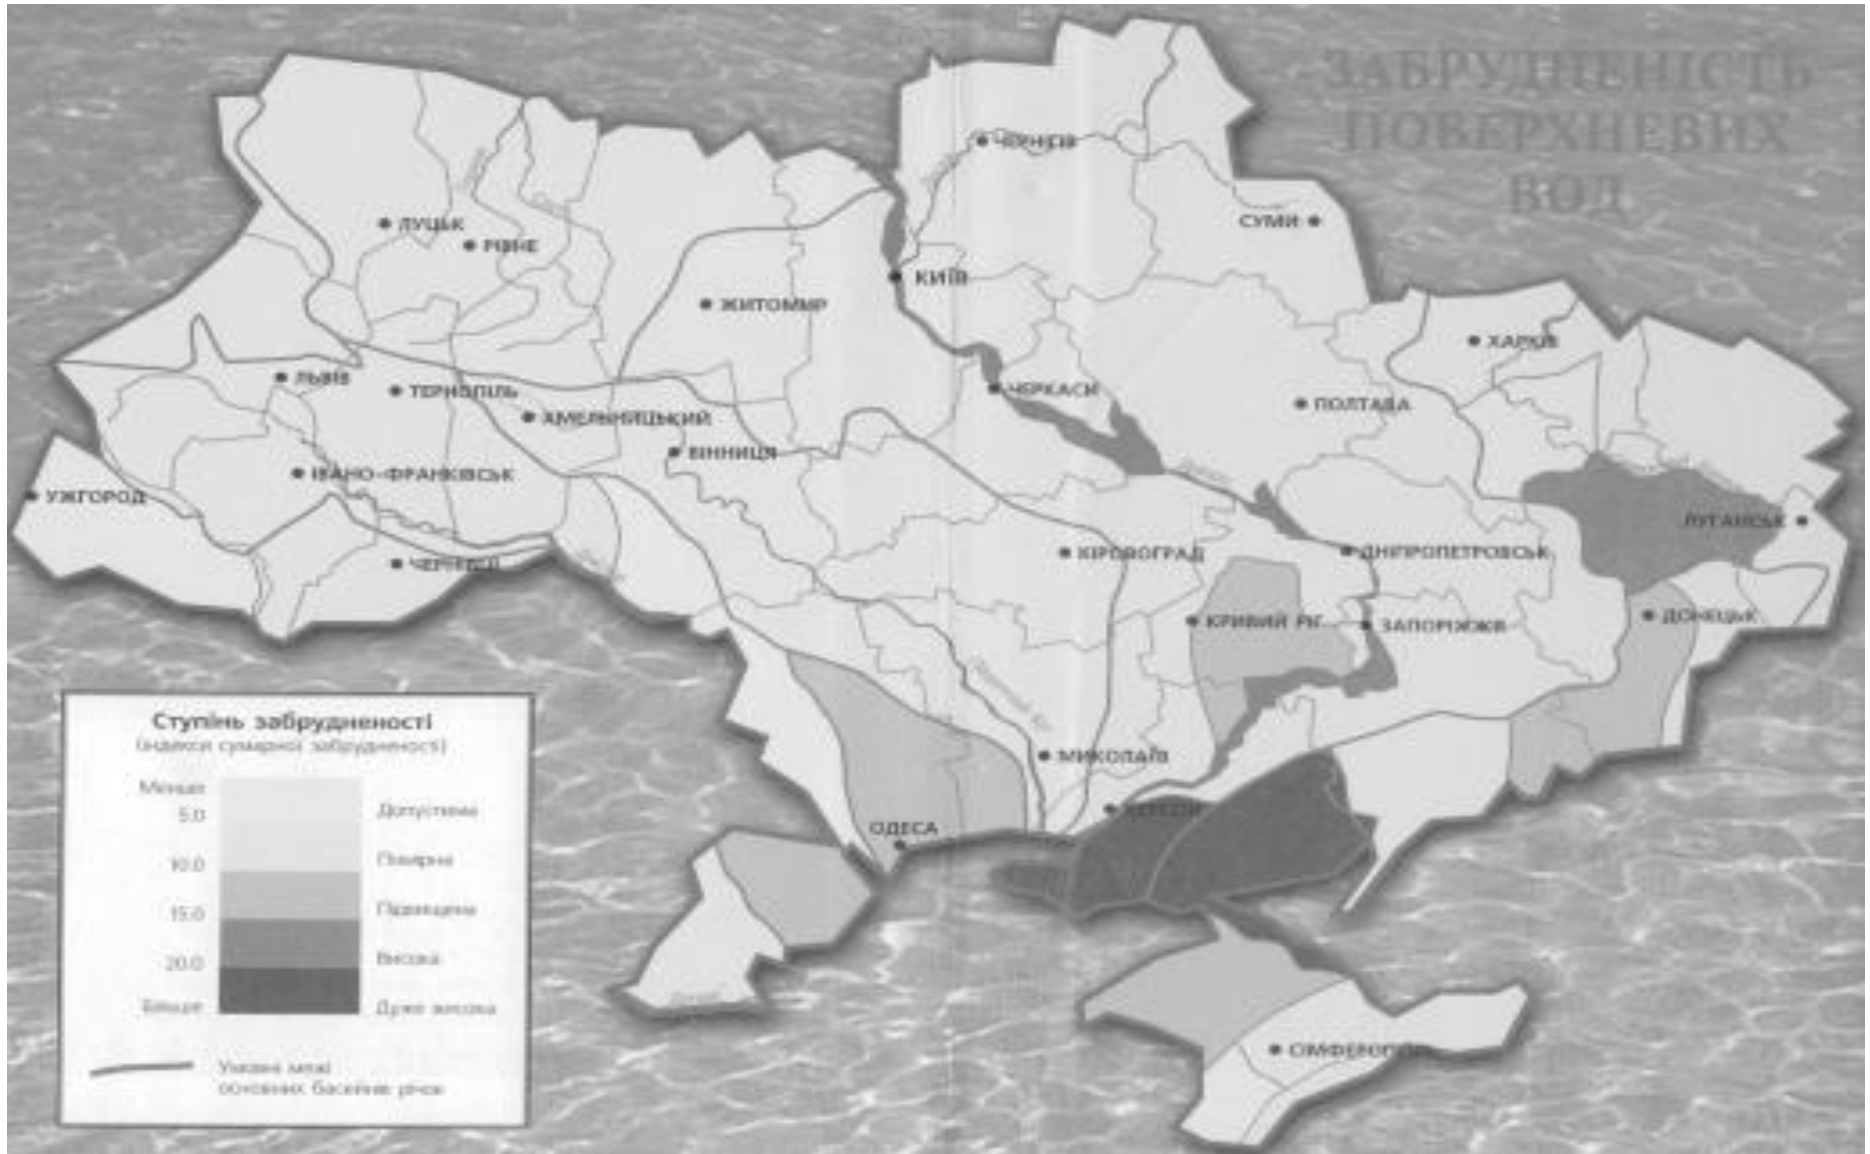 ЗАБРУДНЕНІСТЬ
ПОВЕРХНЕВИХ
ВОД
ЧЕРНІГІВ
ЛУЦЬК
РІВНЕ
СУМИ
КИЇВ
ЖИТОМИР
ХАРКІВ
ЛЬВІВ
ТЕРНОПІЛЬ
ЧЕРКАСИ
ПОЛТАВА
ХМЕЛЬНИЦЬКИЙ
ВІННИЦЯ
ІВАНО-ФРАНКІВСЬК
УЖГОРОД
ЛУГАНСЬК
КІРОВОГРАД
ДНІПРОПЕТРОВСЬК
ЧЕРНІВЦІ
КРИВИЙ РІГ
ЗАПОРІЖЖЯ
ДОНЕЦЬК
МИКОЛАЇВ
ХЕРСОН
ОДЕСА
СІМФЕРОПОЛЬ
Ступінь забрудненості
(індекси сумарної забрудненості)
Менше
5.0
Допустима
10.0
Помірна
15.0
Підвищена
20.0
Висока
Більше
Дуже висока
Умовні межі
основних басейнів річок